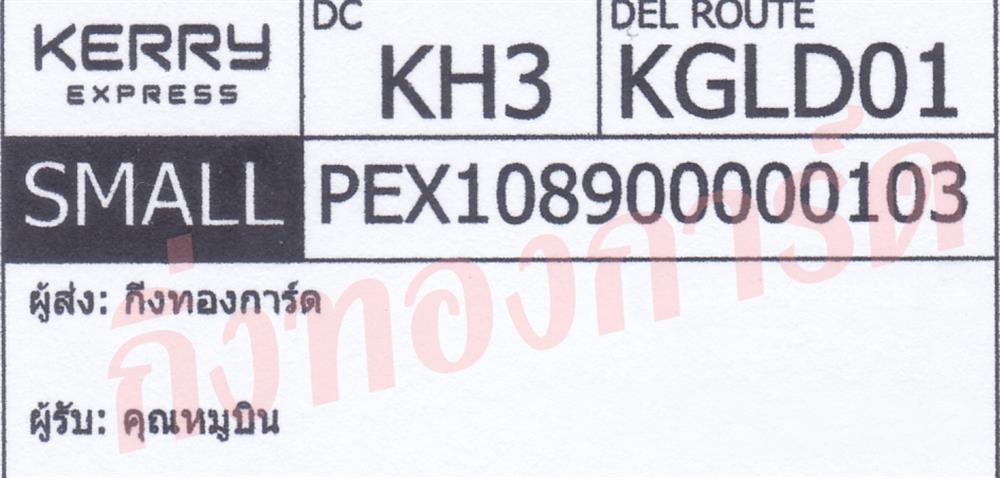 KERRY
EXPRESS
DC
KH3
DEL ROUTE
KGLD01
SMALL
PEX108900000103
ผู้ส่ง: กิ่งทองการ์ด
ผู้รับ: คุณหมูบิน
กิ่งทองการ์ด